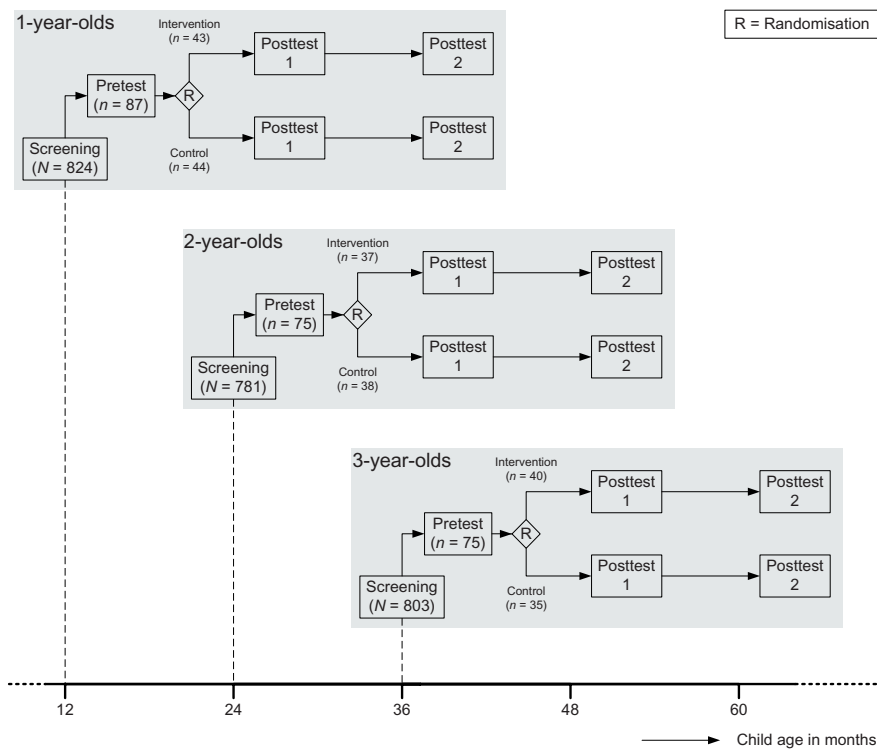 1-year-olds
R = Randomisation
Intervention
(n = 43)
Posttest
1
Posttest
2
Pretest
(n = 87)
R
Posttest
1
Posttest
2
Screening
(N = 824)
Control
(n = 44)
2-year-olds
Intervention
(n = 37)
Posttest
1
Posttest
2
Pretest
(n = 75)
R
Posttest
1
Posttest
2
Screening
(N = 781)
Control
(n = 38)
3-year-olds
Intervention
(n = 40)
Posttest
1
Posttest
2
Pretest
(n = 75)
R
Posttest
1
Posttest
2
Screening
(N = 803)
Control
(n = 35)
12 24 36 48 60
Child age in months